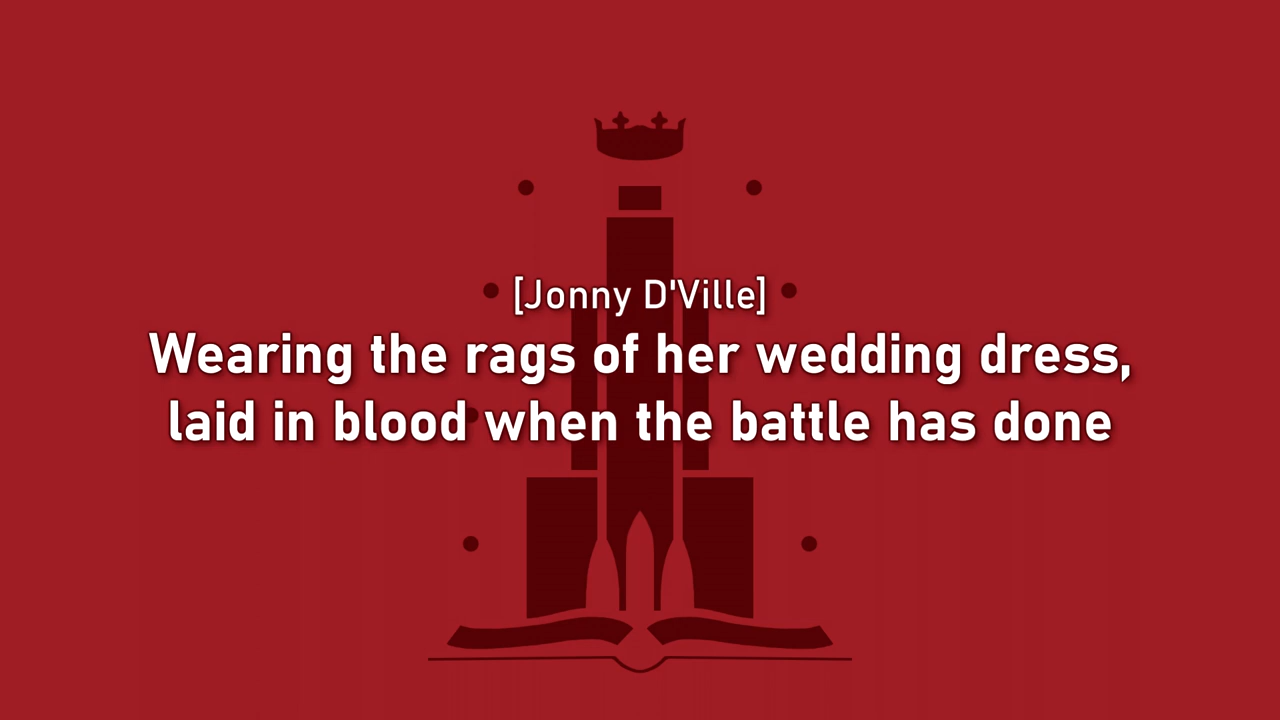 [Jonny D'Ville]
Wearing the rags of her wedding dress,
laid in blood when the battle has done